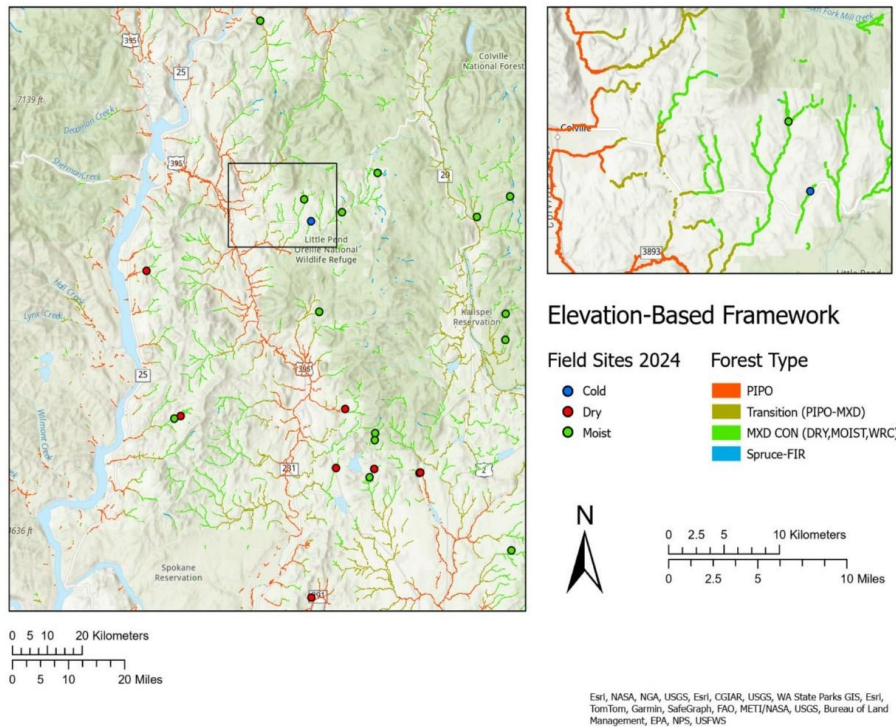 395
25
7139 ft
Colville
National Forest
Sherman Creek
395
20
Little Pend
Oreille National
Wildlife Refuge
Hall Creek
Lynx Creek
Kalispel
Reservation
25
395
Wilmont Creek
231
2
4636 ft
Spokane
Reservation
0 5 10 20 Kilometers
0 5 10 20 Miles
Fork Mill Creek
Colville
3893
Little Pend
Elevation-Based Framework
Field Sites 2024
Cold
Dry
Moist
Forest Type
PIPO
Transition (PIPO-MXD)
MXD CON (DRY,MOIST,WRC)
Spruce-FIR
N
0 2.5 5 10 Kilometers
0 2.5 5 10 Miles
Esri, NASA, NGA, USGS, Esri, CGIAR, USGS, WA State Parks GIS, Esri,
TomTom, Garmin, SafeGraph, FAO, METI/NASA, USGS, Bureau of Land
Management, EPA, NPS, USFWS